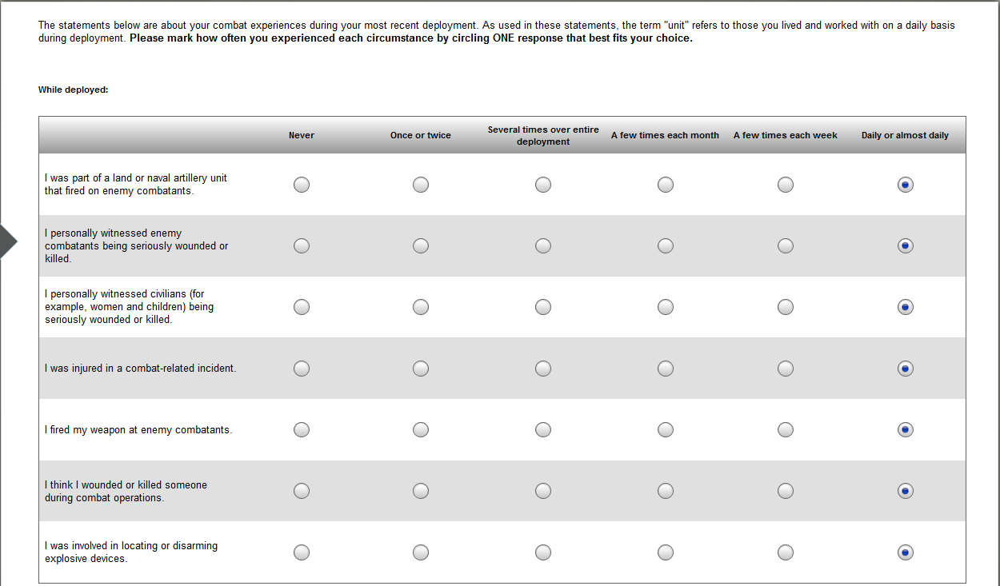 The statements below are about your combat experiences during your most recent deployment. As used in these statements, the term "unit" refers to those you lived and worked with on a daily basis
during deployment. Please mark how often you experienced each circumstance by circling ONE response that best fits your choice.
While deployed:
Never
Once or twice
Several times over entire
deployment
A few times each month
A few times each week
Daily or almost daily
I was part of a land or naval artillery unit
that fired on enemy combatants.
I personally witnessed enemy
combatants being seriously wounded or
killed.
I personally witnessed civilians (for
example, women and children) being
seriously wounded or killed.
I was injured in a combat-related incident.
I fired my weapon at enemy combatants.
I think I wounded or killed someone
during combat operations.
I was involved in locating or disarming
explosive devices.